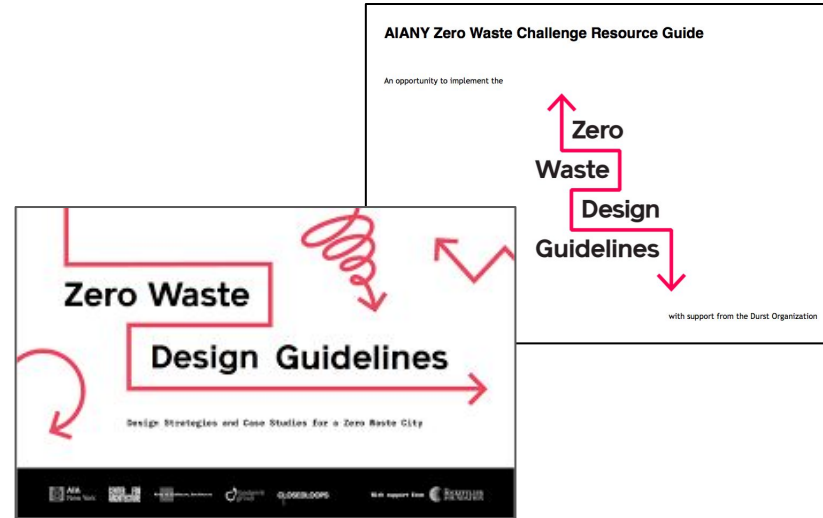 AIANY Zero Waste Challenge Resource Guide
An opportunity to implement the
Zero
Waste
Design
Guidelines
with support from the Durst Organization
Zero Waste
Design Guidelines
Design Strategies and Case Studies for a Zero Waste City
AIA
New York
CLOSEDLOOPS
With support from